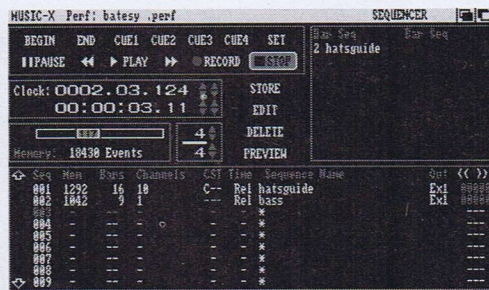 MUSIC-X Perf: batesy .perf SEQUENCER
BEGIN END CUE1 CUE2 CUE3 CUE4 SET
PAUSE PLAY RECORD STOP
Bar Seq Bar Seq
2 hatsguide
Clock: 0002.03.124
00:00:03.11
STORE
EDIT
DELETE
PREVIEW
4
4
Memory: 18430 Events
Seq Mem Bars Channels CST Time Sequence Name Out << >>
001 1292 16 10 C-- Rel hatsguide Ex1
002 1042 9 1 --- Rel bass Ex1
003 -- - - - - * ---
004 -- - - - - * ---
005 -- - - - - * ---
006 -- - - - - * ---
007 -- - - - - * ---
008 -- - - - - * ---
009 -- - - - - * ---